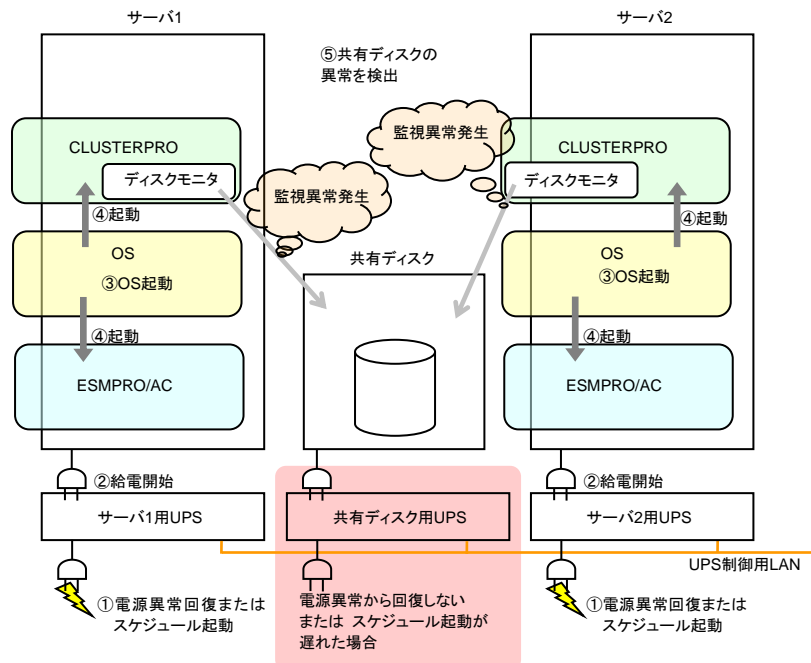 サーバ1
サーバ2
⑤共有ディスクの
異常を検出
監視異常発生
CLUSTERPRO
ディスクモニタ
監視異常発生
CLUSTERPRO
ディスクモニタ
④起動
④起動
OS
③OS起動
共有ディスク
OS
③OS起動
④起動
④起動
ESMPRO/AC
ESMPRO/AC
②給電開始
②給電開始
サーバ1用UPS
共有ディスク用UPS
サーバ2用UPS
UPS制御用LAN
①電源異常回復または
スケジュール起動
電源異常から回復しない
または スケジュール起動が
遅れた場合
①電源異常回復または
スケジュール起動